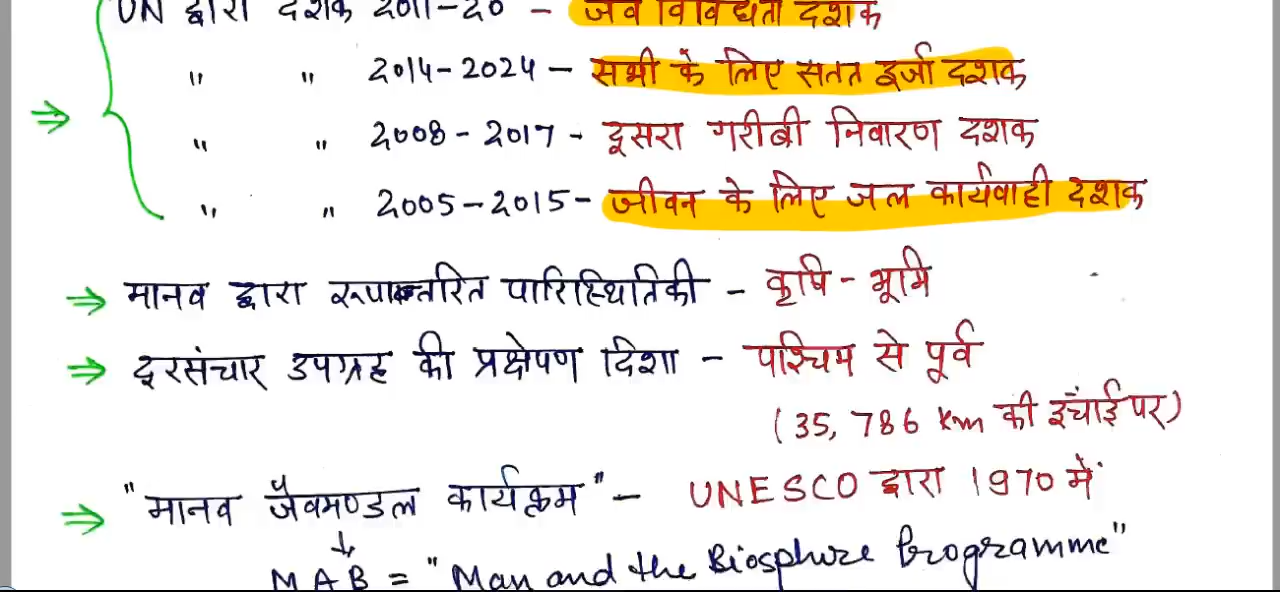 UN द्वारा दशक 2011-20 - जैव विविधता दशक
" " 2014-2024 - सभी के लिए सतत ऊर्जा दशक
" " 2008-2017 - दूसरा गरीबी निवारण दशक
" " 2005-2015 - जीवन के लिए जल कार्यवाही दशक
⇒ मानव द्वारा रूपान्तरित पारिस्थितिकी - कृषि-भूमि
⇒ दूरसंचार उपग्रह की प्रक्षेपण दिशा - पश्चिम से पूर्व
(35,786 km की ऊँचाई पर)
⇒ "मानव जैवमण्डल कार्यक्रम" - UNESCO द्वारा 1970 में
↓
MAB = "Man and the Biosphere Programme"